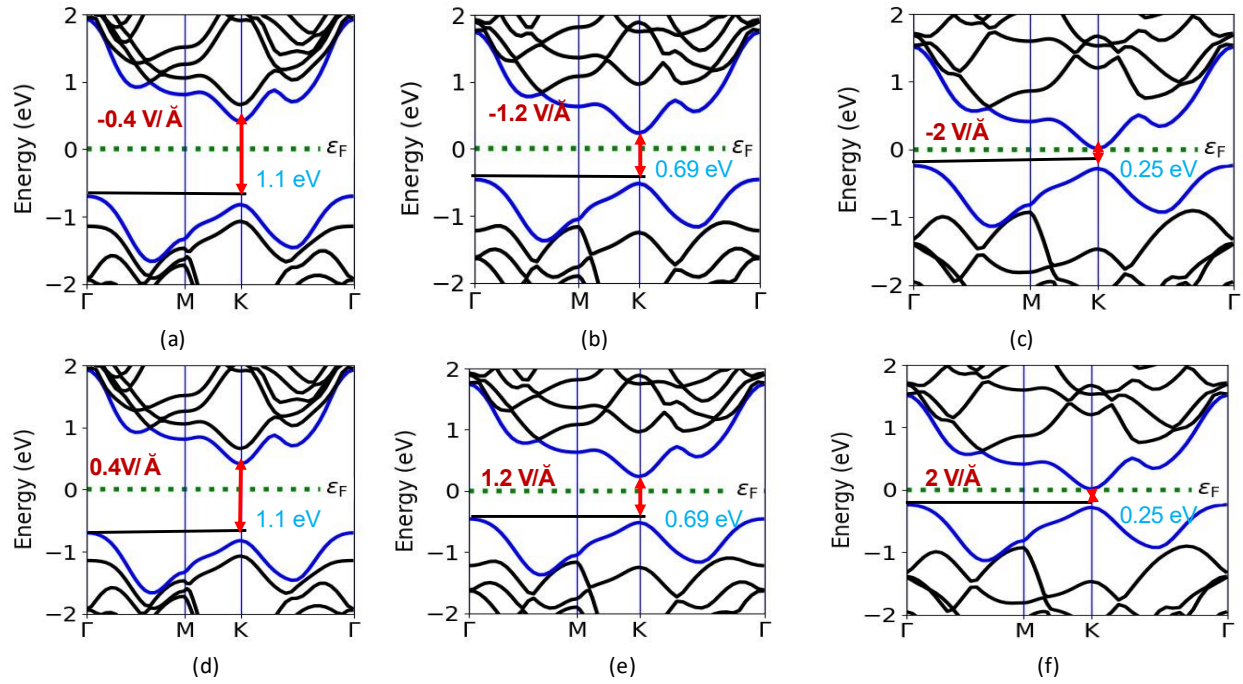 2
1
0
−1
−2
Energy (eV)
-0.4 V/Ǎ
εF
1.1 eV
Γ
M
K
Γ
(a)
2
1
0
−1
−2
Energy (eV)
-1.2 V/Ǎ
εF
0.69 eV
Γ
M
K
Γ
(b)
2
1
0
−1
−2
Energy (eV)
-2 V/Ǎ
εF
0.25 eV
Γ
M
K
Γ
(c)
2
1
0
−1
−2
Energy (eV)
0.4V/Ǎ
εF
1.1 eV
Γ
M
K
Γ
(d)
2
1
0
−1
−2
Energy (eV)
1.2 V/Ǎ
εF
0.69 eV
Γ
M
K
Γ
(e)
2
1
0
−1
−2
Energy (eV)
2 V/Ǎ
εF
0.25 eV
Γ
M
K
Γ
(f)